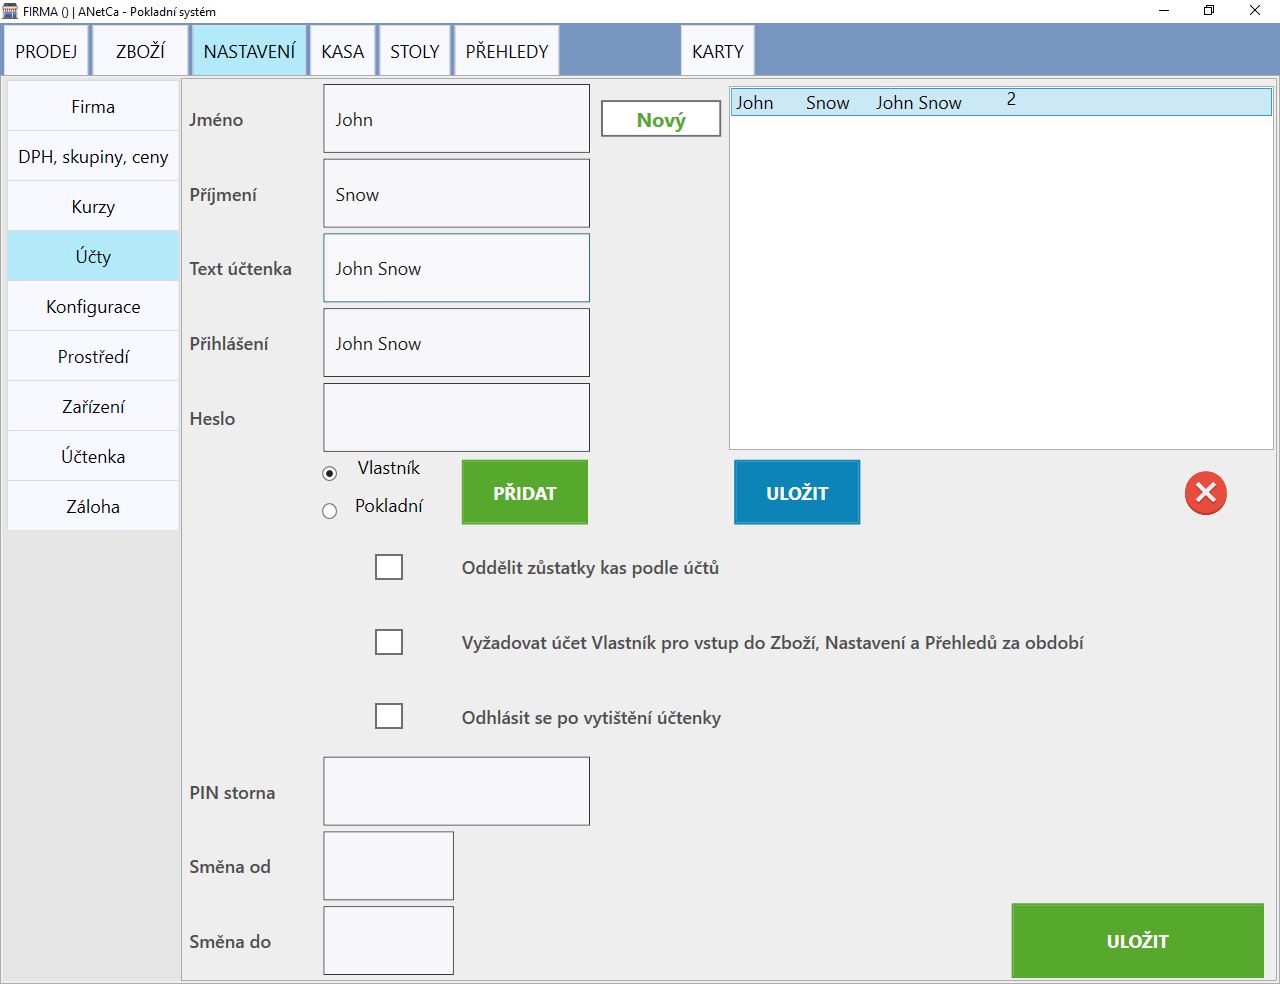 FIRMA () | ANetCa - Pokladní systém
PRODEJ
ZBOŽÍ
NASTAVENÍ
KASA
STOLY
PŘEHLEDY
KARTY
Firma
DPH, skupiny, ceny
Kurzy
Účty
Konfigurace
Prostředí
Zařízení
Účtenka
Záloha
Jméno
John
Nový
John Snow John Snow 2
Příjmení
Snow
Text účtenka
John Snow
Přihlášení
John Snow
Heslo
Vlastník
Pokladní
PŘIDAT
ULOŽIT
Oddělit zůstatky kas podle účtů
Vyžadovat účet Vlastník pro vstup do Zboží, Nastavení a Přehledů za období
Odhlásit se po vytištění účtenky
PIN storna
Směna od
Směna do
ULOŽIT